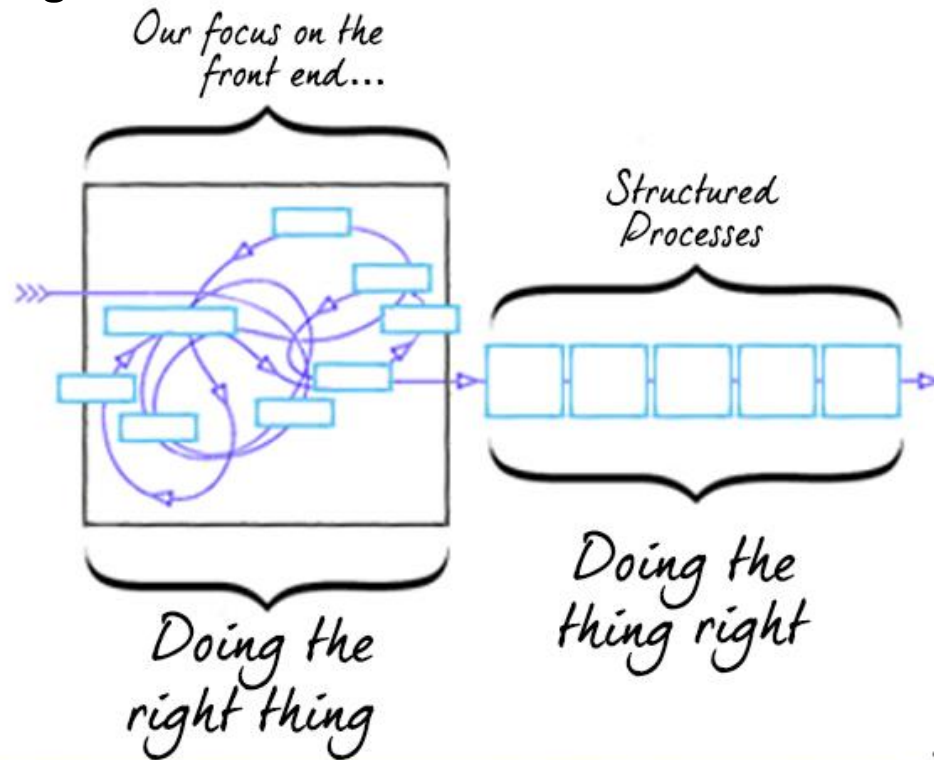 Our focus on the
front end...
Structured
Processes
Doing the
right thing
Doing the
thing right